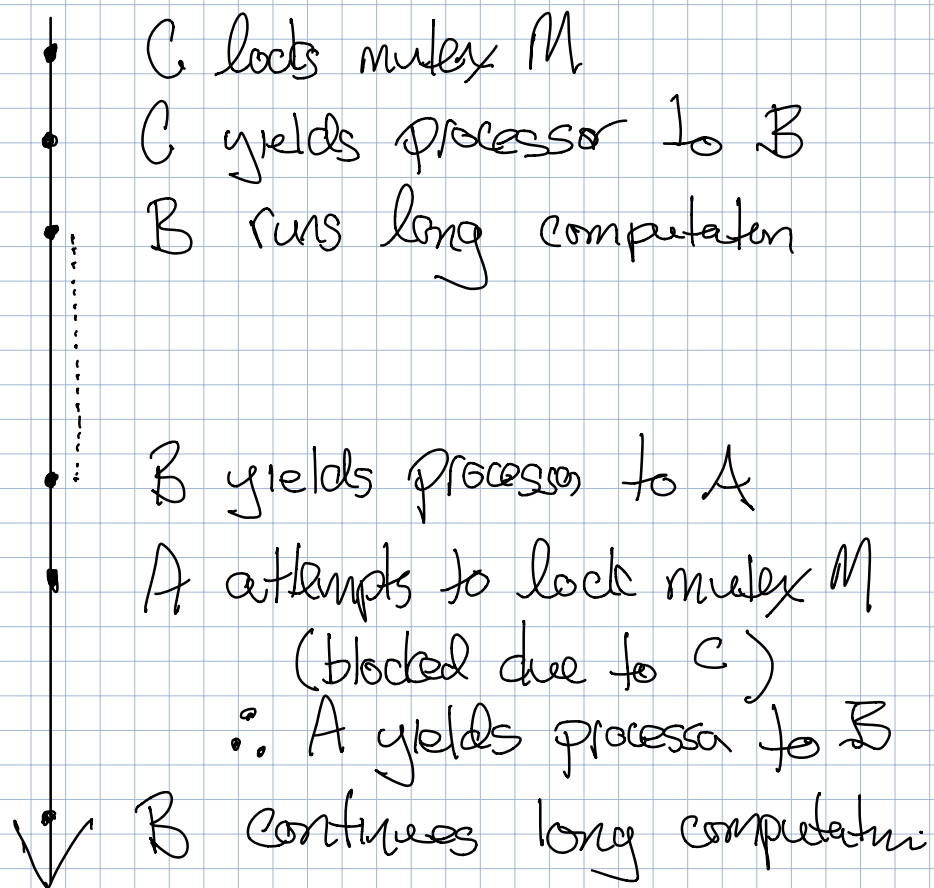 C locks mutex M
C yields processor to B
B runs long computation
B yields processor to A
A attempts to lock mutex M
(blocked due to C)
∴ A yields processor to B
B continues long computation